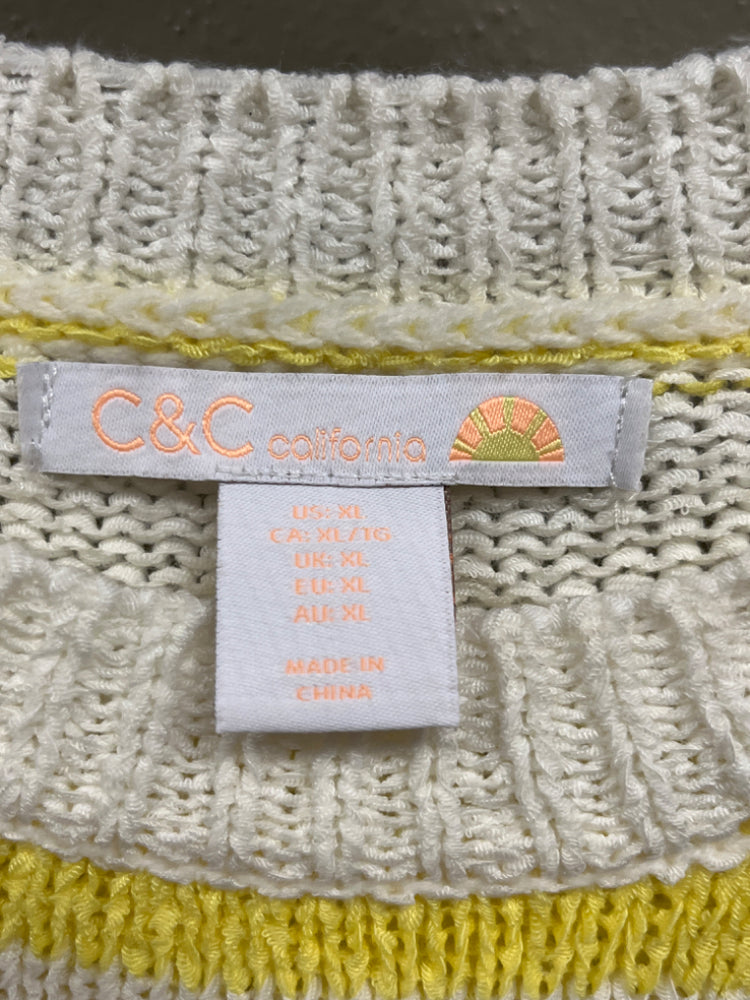 C&C california
US: XL
CA: XL/TG
UK: XL
EU: XL
AU: XL
MADE IN
CHINA